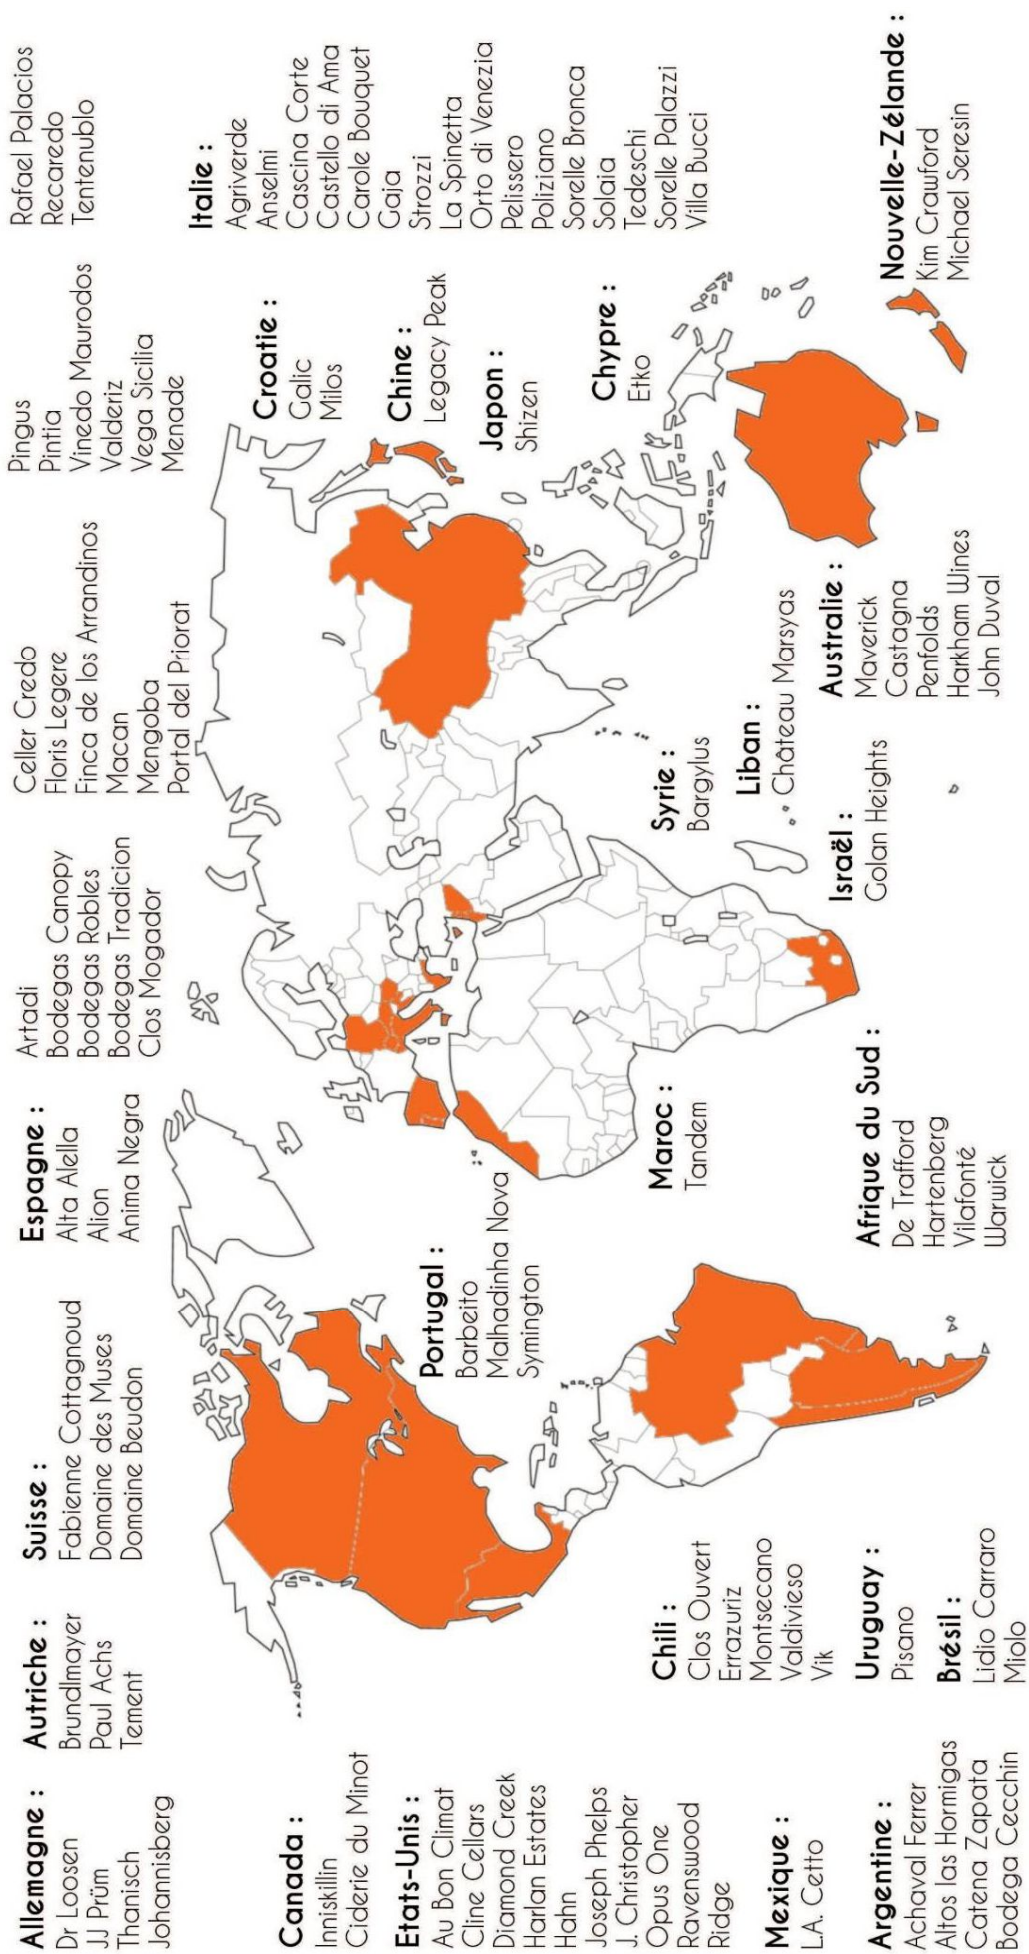 Allemagne :
Dr Loosen
JJ Prüm
Thanisch
Johannisberg
Autriche :
Brundlmayer
Paul Achs
Tement
Suisse :
Fabienne Cottagnoud
Domaine des Muses
Domaine Beudon
Espagne :
Alta Alella
Alion
Anima Negra
Artadi
Bodegas Canopy
Bodegas Robles
Bodegas Tradicion
Clos Mogador
Celler Credo
Floris Legere
Finca de los Arrandinos
Macan
Mengoba
Portal del Priorat
Pingus
Pintia
Vinedo Maurodos
Valderiz
Vega Sicilia
Menade
Rafael Palacios
Recaredo
Tentenublo
Canada :
Inniskillin
Ciderie du Minot
Etats-Unis :
Au Bon Climat
Cline Cellars
Diamond Creek
Harlan Estates
Hahn
Joseph Phelps
J. Christopher
Opus One
Ravenswood
Ridge
Mexique :
L.A. Cetto
Argentine :
Achaval Ferrer
Altos las Hormigas
Catena Zapata
Bodega Cecchin
Chili :
Clos Ouvert
Errazuriz
Montsecano
Valdivieso
Vik
Uruguay :
Pisano
Brésil :
Lidio Carraro
Miolo
Portugal :
Barbeito
Malhadinha Nova
Symington
Maroc :
Tandem
Afrique du Sud :
De Trafford
Hartenberg
Vilafonté
Warwick
Syrie :
Bargylus
Liban :
Château Marsyas
Israël :
Golan Heights
Croatie :
Galic
Milos
Chine :
Legacy Peak
Japon :
Shizen
Chypre :
Etko
Australie :
Maverick
Castagna
Penfolds
Harkham Wines
John Duval
Italie :
Agriverde
Anselmi
Cascina Corte
Castello di Ama
Carole Bouquet
Gaja
Strozzi
La Spinetta
Orto di Venezia
Pelissero
Poliziano
Sorelle Bronca
Solaia
Tedeschi
Sorelle Palazzi
Villa Bucci
Nouvelle-Zélande :
Kim Crawford
Michael Seresin